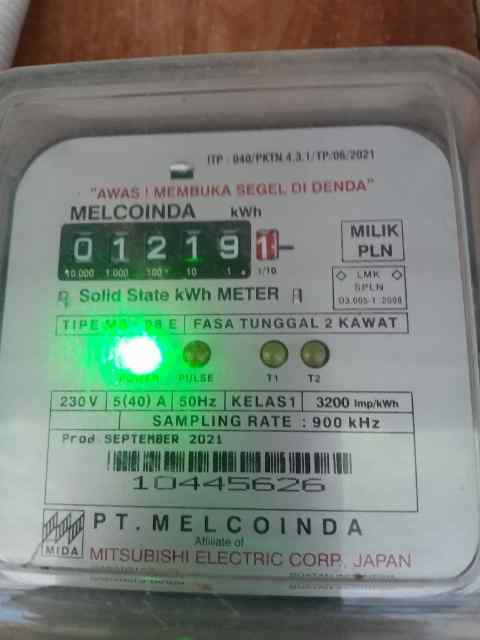 ITP : 040/PKTN 4.3.1/TP/06/2021
"AWAS ! MEMBUKA SEGEL DI DENDA"
MELCOINDA kWh
0 1 2 1 9 1
10.000 1.000 100 10 1 1/10
MILIK
PLN
Solid State kWh METER
LMK
SPLN
D3.005-1 :2008
TIPE E FASA TUNGGAL 2 KAWAT
POWER PULSE T1 T2
230 V 5(40) A 50Hz KELAS 1 3200 Imp/kWh
SAMPLING RATE : 900 kHz
Prod.SEPTEMBER 2021
10445626
MIDA
PT. MELCOINDA
Affiliate of
MITSUBISHI ELECTRIC CORP., JAPAN